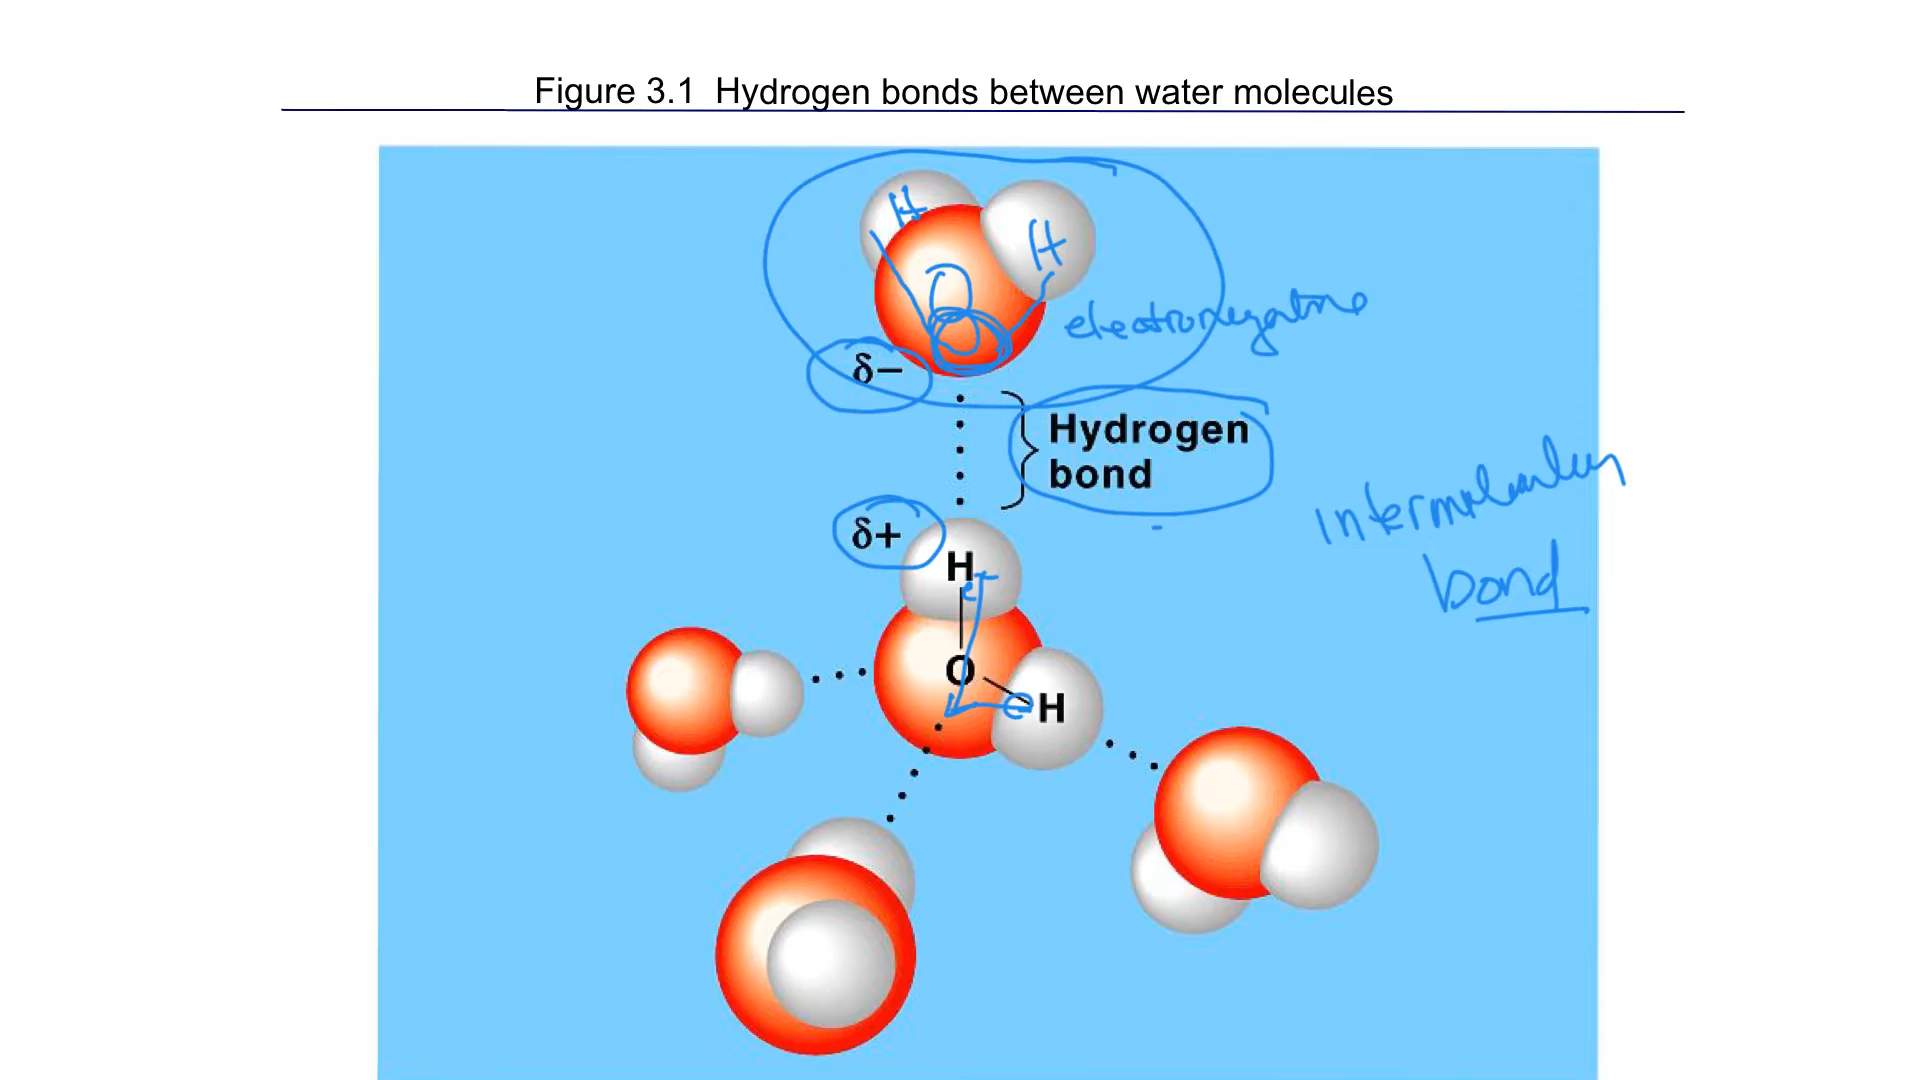 Figure 3.1 Hydrogen bonds between water molecules
H
H
O
electronegative
δ−
Hydrogen
bond
intermolecular
bond
δ+
H
e
O
H